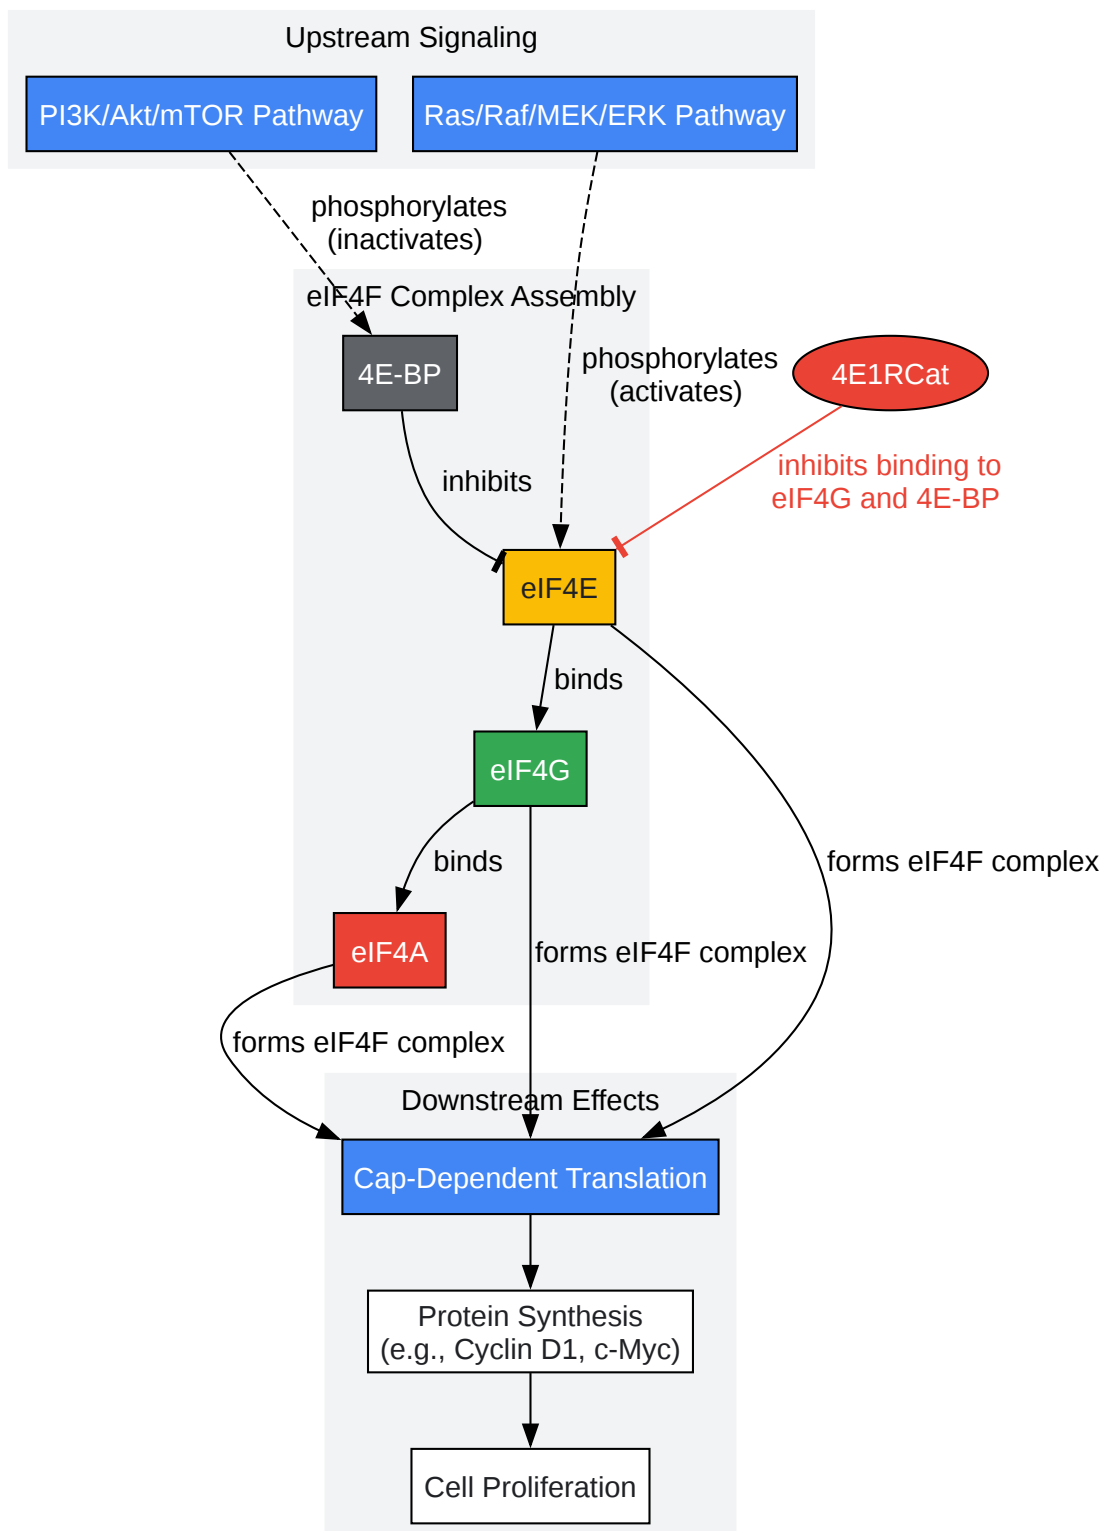 Upstream Signaling
PI3K/Akt/mTOR Pathway
Ras/Raf/MEK/ERK Pathway
phosphorylates
(inactivates)
eIF4F Complex Assembly
4E-BP
phosphorylates
(activates)
4E1RCat
inhibits
inhibits binding to
eIF4G and 4E-BP
eIF4E
binds
eIF4G
binds
forms eIF4F complex
eIF4A
forms eIF4F complex
forms eIF4F complex
Downstream Effects
Cap-Dependent Translation
Protein Synthesis
(e.g., Cyclin D1, c-Myc)
Cell Proliferation